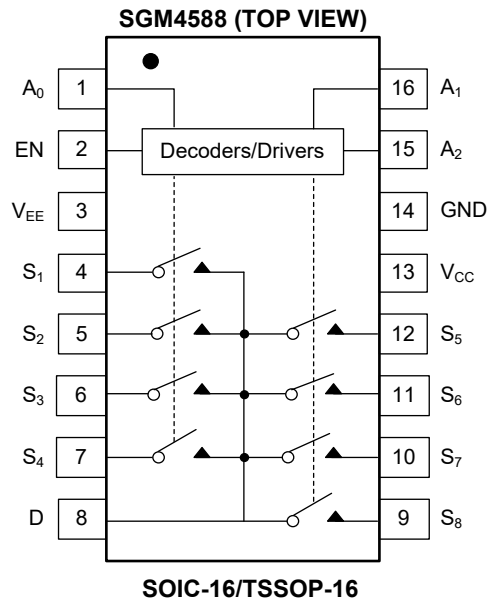 SGM4588 (TOP VIEW)
A0 1 16 A1
EN 2 Decoders/Drivers 15 A2
VEE 3 14 GND
S1 4 13 VCC
S2 5 12 S5
S3 6 11 S6
S4 7 10 S7
D 8 9 S8
SOIC-16/TSSOP-16